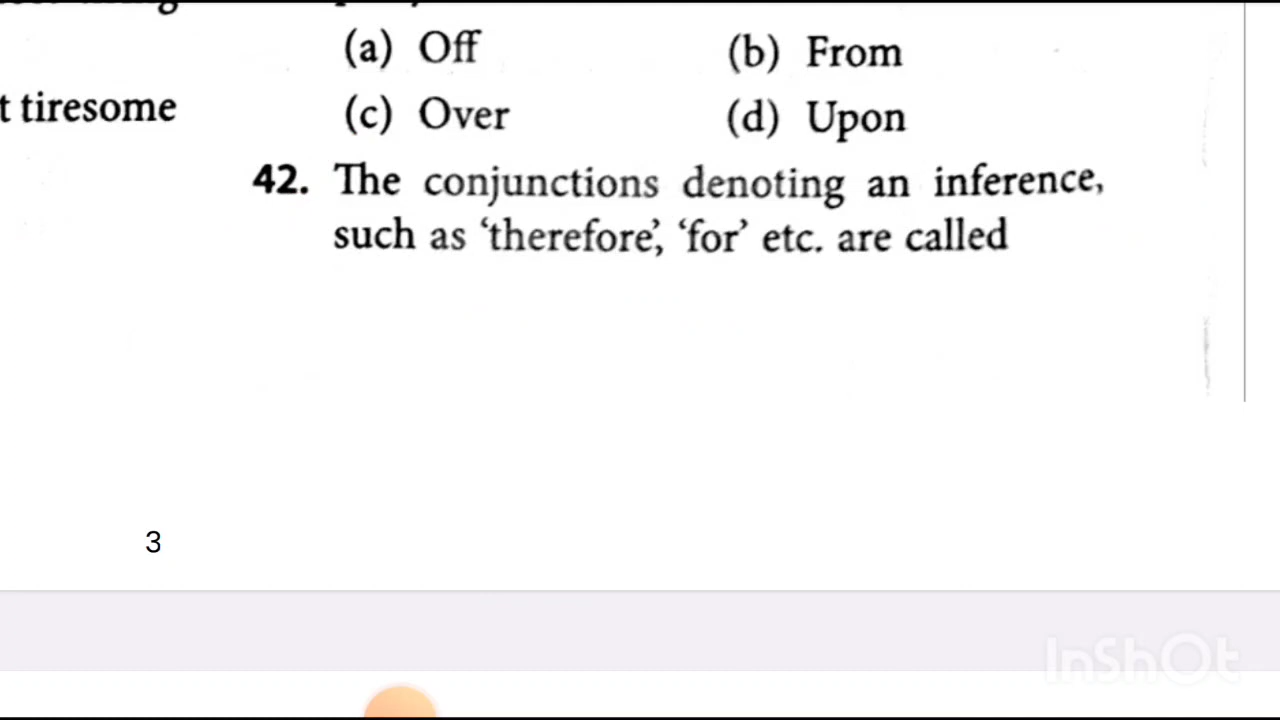 (a) Off (b) From
t tiresome
(c) Over (d) Upon
42. The conjunctions denoting an inference,
such as ‘therefore’, ‘for’ etc. are called
3
InShOt